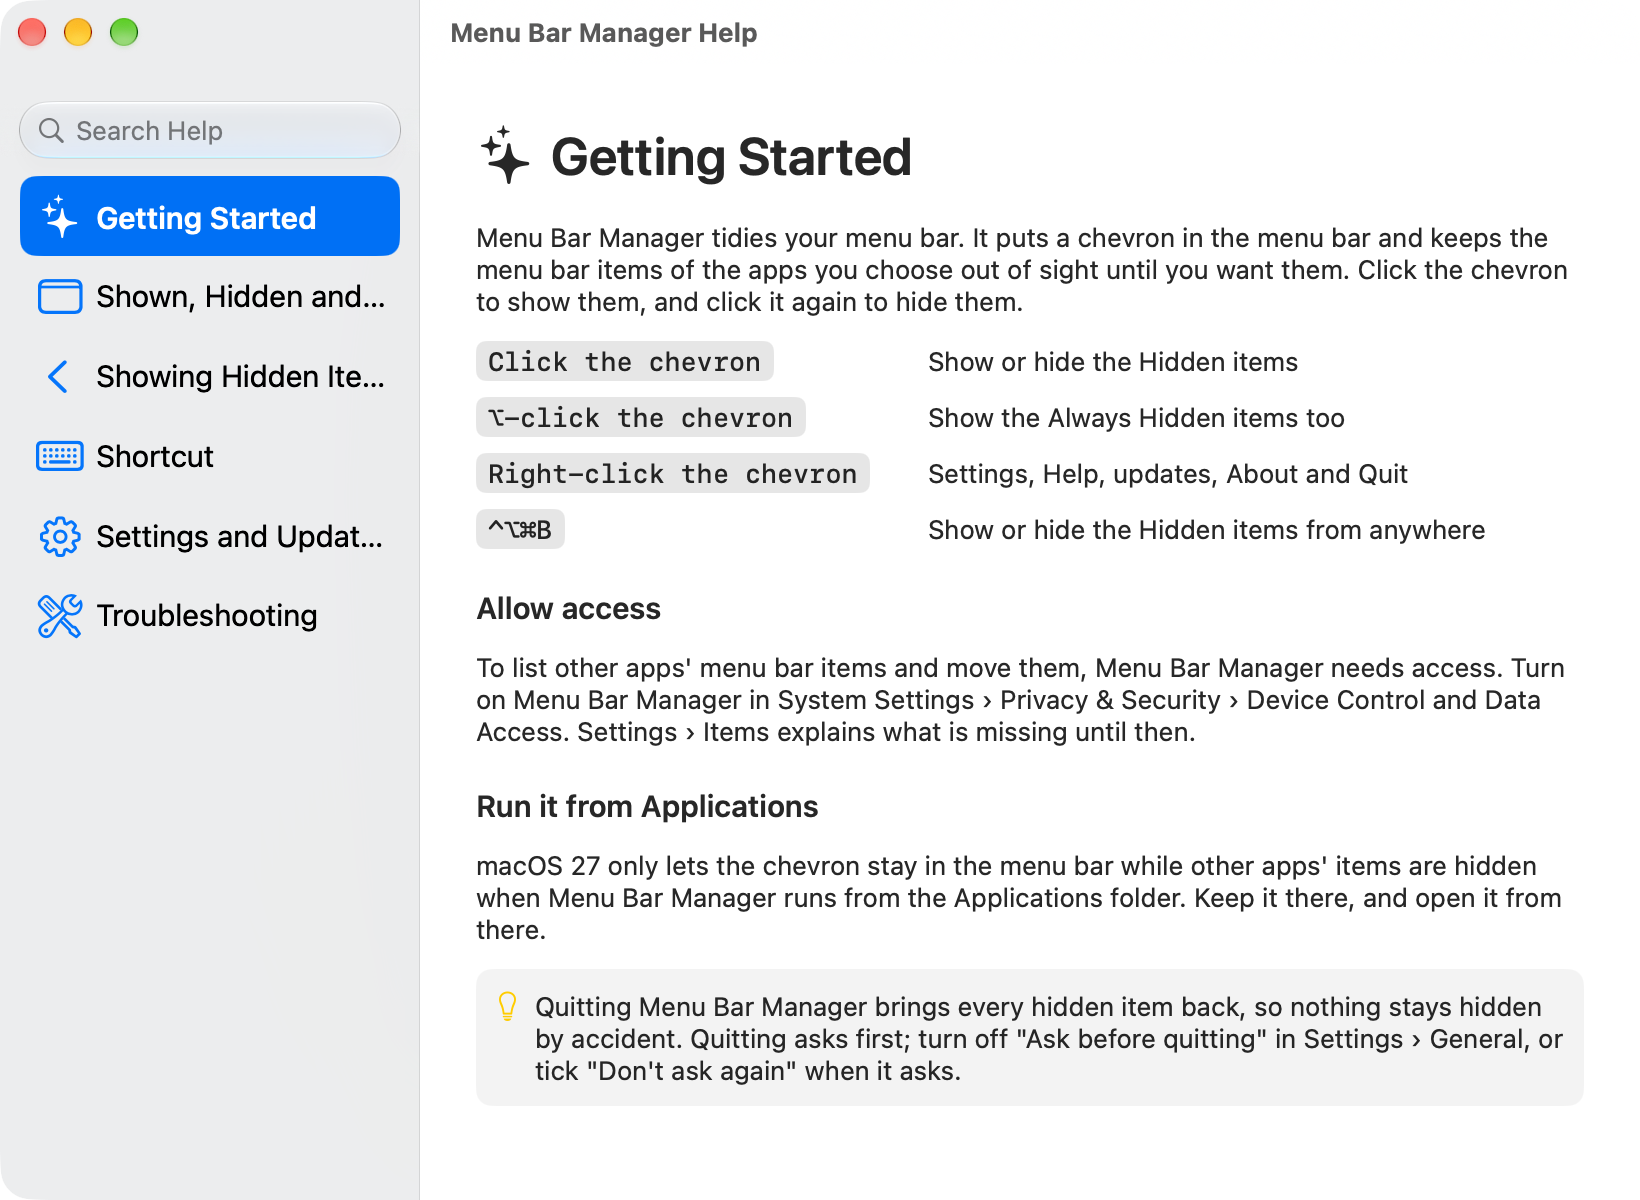 Menu Bar Manager Help
Search Help
Getting Started
Shown, Hidden and...
Showing Hidden Ite...
Shortcut
Settings and Updat...
Troubleshooting
Getting Started
Menu Bar Manager tidies your menu bar. It puts a chevron in the menu bar and keeps the
menu bar items of the apps you choose out of sight until you want them. Click the chevron
to show them, and click it again to hide them.
Click the chevron Show or hide the Hidden items
⌥-click the chevron Show the Always Hidden items too
Right-click the chevron Settings, Help, updates, About and Quit
^⌥⌘B Show or hide the Hidden items from anywhere
Allow access
To list other apps' menu bar items and move them, Menu Bar Manager needs access. Turn
on Menu Bar Manager in System Settings › Privacy & Security › Device Control and Data
Access. Settings › Items explains what is missing until then.
Run it from Applications
macOS 27 only lets the chevron stay in the menu bar while other apps' items are hidden
when Menu Bar Manager runs from the Applications folder. Keep it there, and open it from
there.
Quitting Menu Bar Manager brings every hidden item back, so nothing stays hidden
by accident. Quitting asks first; turn off "Ask before quitting" in Settings › General, or
tick "Don't ask again" when it asks.